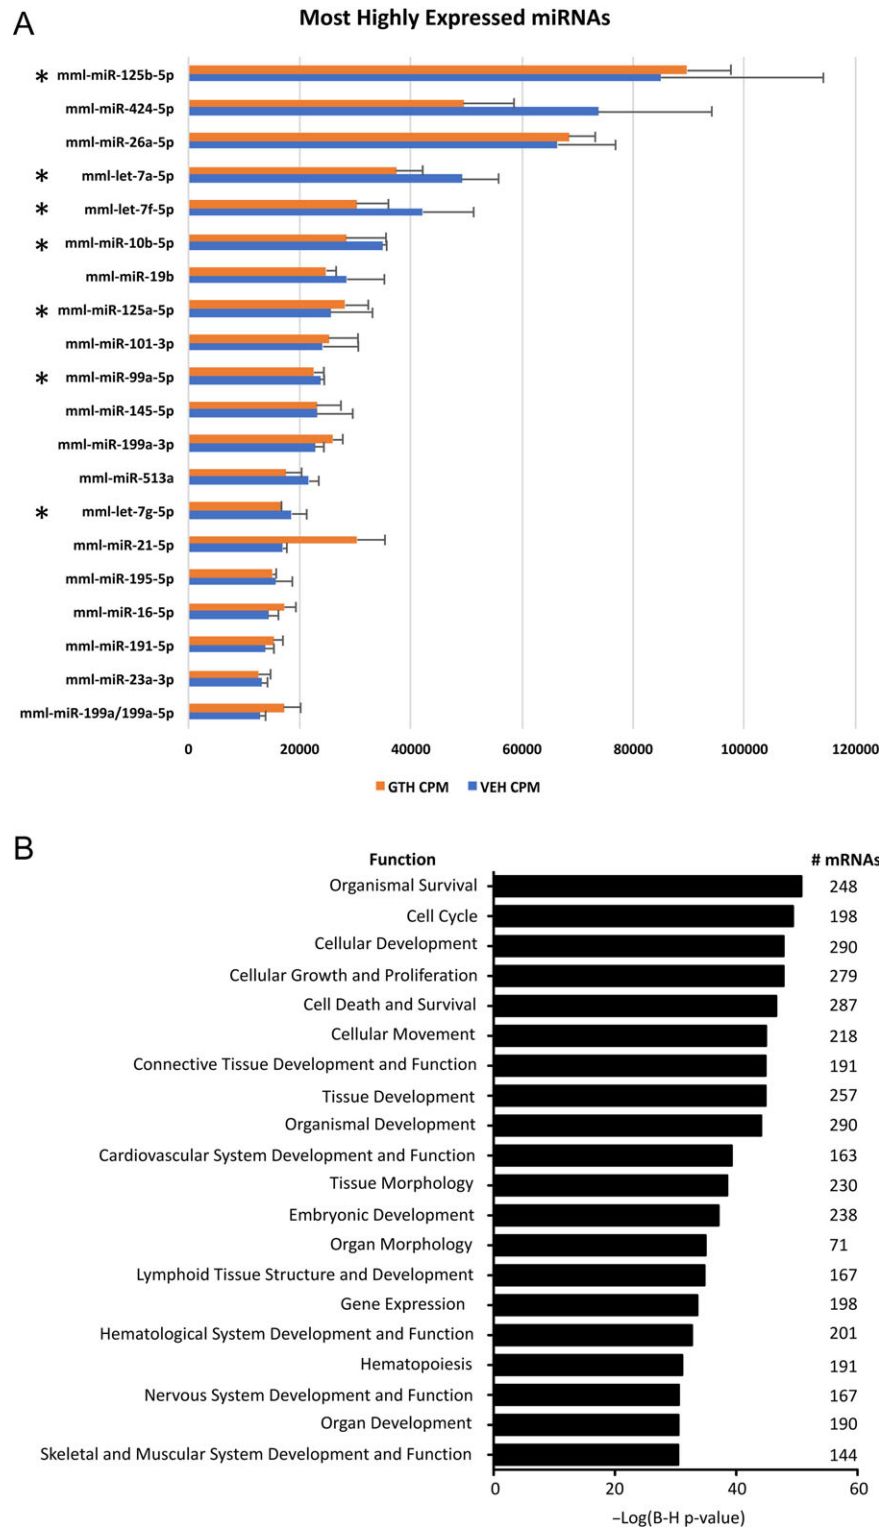 A
Most Highly Expressed miRNAs
* mml-miR-125b-5p
mml-miR-424-5p
mml-miR-26a-5p
* mml-let-7a-5p
* mml-let-7f-5p
* mml-miR-10b-5p
mml-miR-19b
* mml-miR-125a-5p
mml-miR-101-3p
* mml-miR-99a-5p
mml-miR-145-5p
mml-miR-199a-3p
mml-miR-513a
* mml-let-7g-5p
mml-miR-21-5p
mml-miR-195-5p
mml-miR-16-5p
mml-miR-191-5p
mml-miR-23a-3p
mml-miR-199a/199a-5p
0 20000 40000 60000 80000 100000 120000
GTH CPM VEH CPM
B
Function # mRNAs
Organismal Survival 248
Cell Cycle 198
Cellular Development 290
Cellular Growth and Proliferation 279
Cell Death and Survival 287
Cellular Movement 218
Connective Tissue Development and Function 191
Tissue Development 257
Organismal Development 290
Cardiovascular System Development and Function 163
Tissue Morphology 230
Embryonic Development 238
Organ Morphology 71
Lymphoid Tissue Structure and Development 167
Gene Expression 198
Hematological System Development and Function 201
Hematopoiesis 191
Nervous System Development and Function 167
Organ Development 190
Skeletal and Muscular System Development and Function 144
0 20 40 60
−Log(B-H p-value)